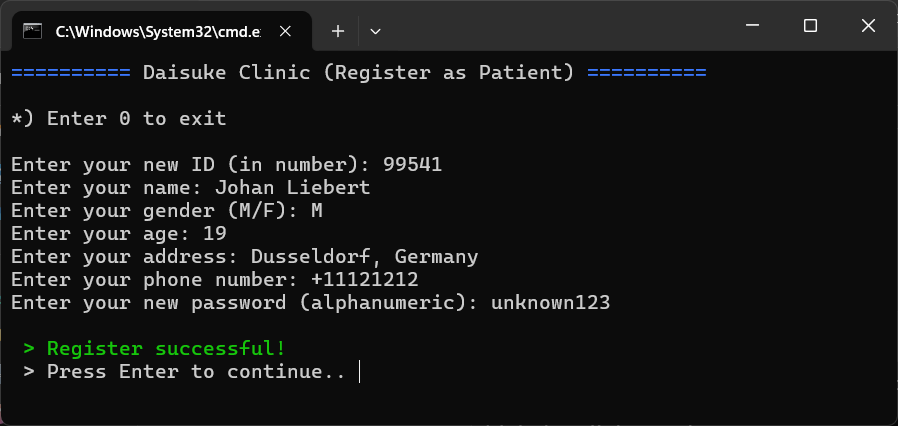 C:\Windows\System32\cmd.e
========== Daisuke Clinic (Register as Patient) ==========
*) Enter 0 to exit
Enter your new ID (in number): 99541
Enter your name: Johan Liebert
Enter your gender (M/F): M
Enter your age: 19
Enter your address: Dusseldorf, Germany
Enter your phone number: +11121212
Enter your new password (alphanumeric): unknown123
> Register successful!
> Press Enter to continue..